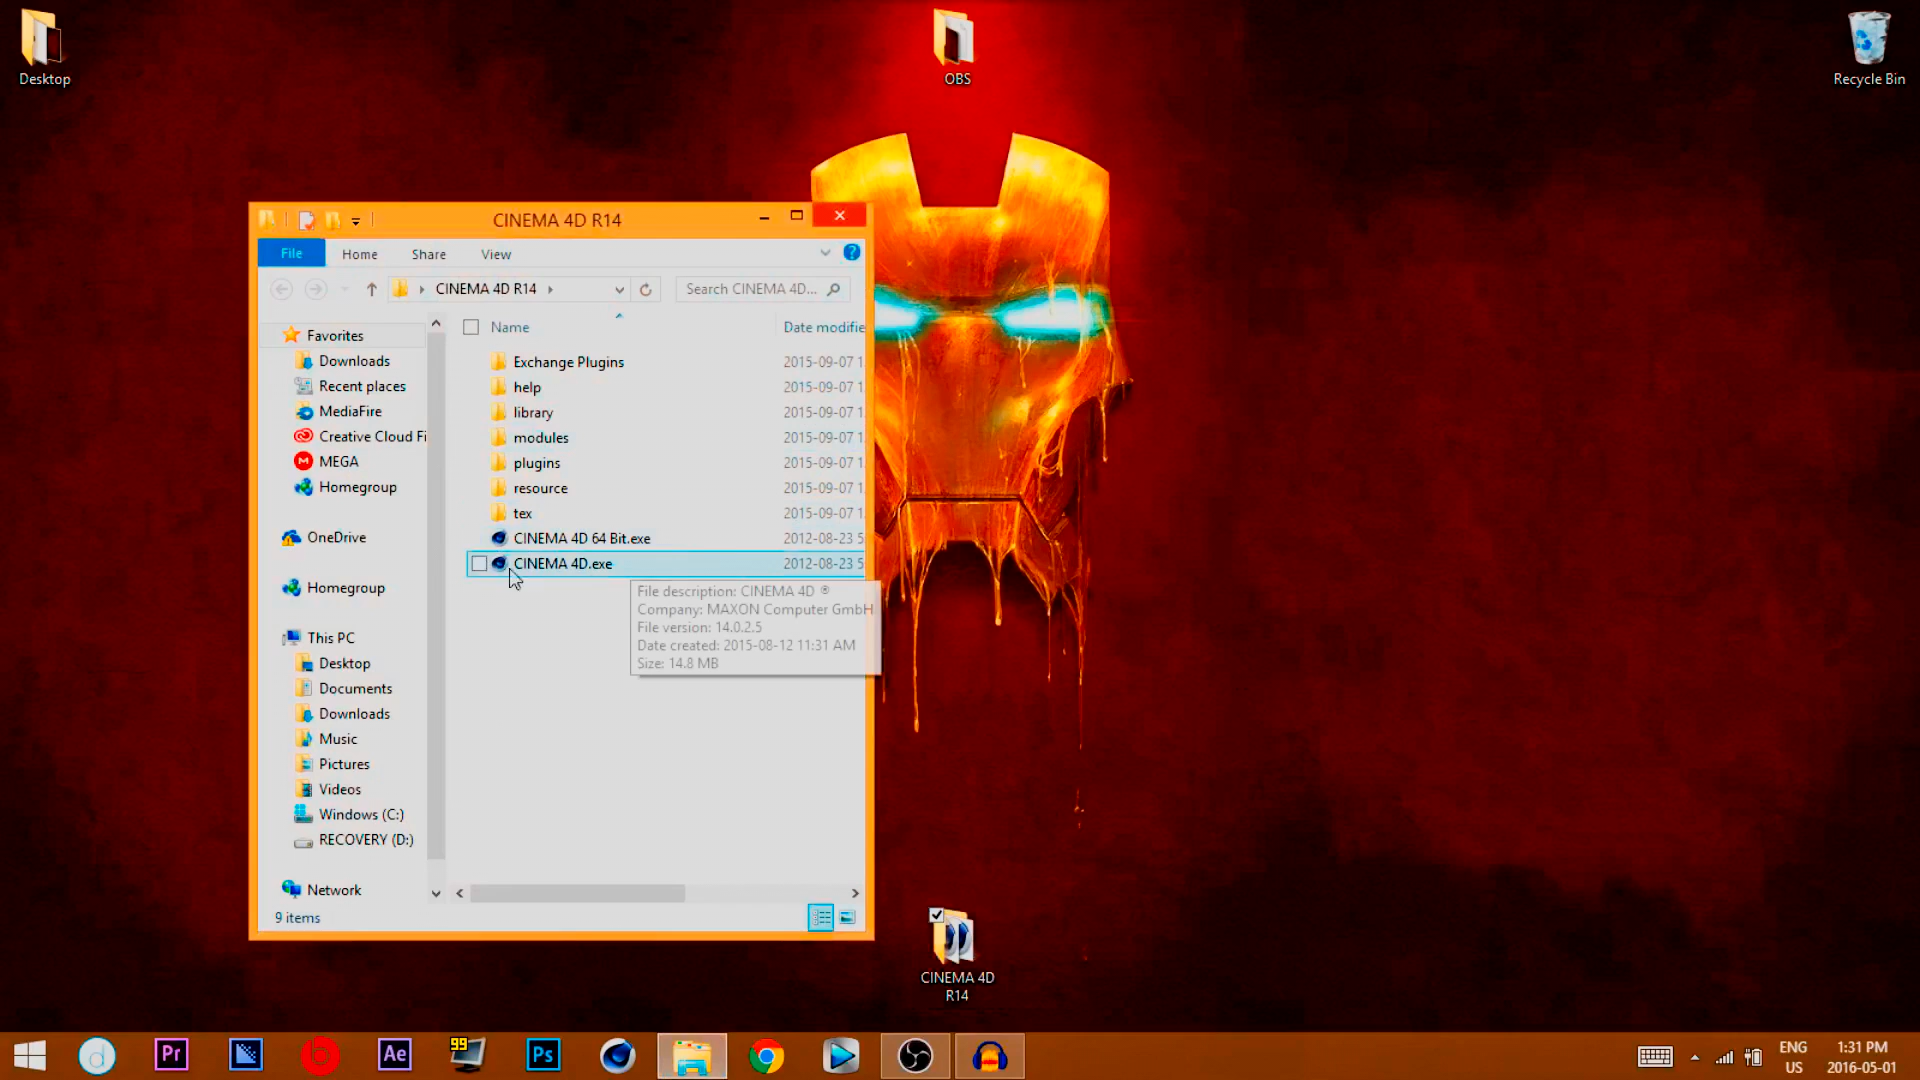 Desktop
OBS
Recycle Bin
CINEMA 4D R14
File
Home
Share
View
CINEMA 4D R14
Search CINEMA 4D...
Name
Date modifie
Favorites
Downloads
Recent places
MediaFire
Creative Cloud Fi
MEGA
Homegroup
OneDrive
Homegroup
This PC
Desktop
Documents
Downloads
Music
Pictures
Videos
Windows (C:)
RECOVERY (D:)
Network
Exchange Plugins 2015-09-07 1
help 2015-09-07 1
library 2015-09-07 1
modules 2015-09-07 1
plugins 2015-09-07 1
resource 2015-09-07 1
tex 2015-09-07 1
CINEMA 4D 64 Bit.exe 2012-08-23 5
CINEMA 4D.exe 2012-08-23 5
File description: CINEMA 4D ®
Company: MAXON Computer GmbH
File version: 14.0.2.5
Date created: 2015-08-12 11:31 AM
Size: 14.8 MB
9 items
CINEMA 4D
R14
Pr
Ae
99
Ps
ENG
US
1:31 PM
2016-05-01